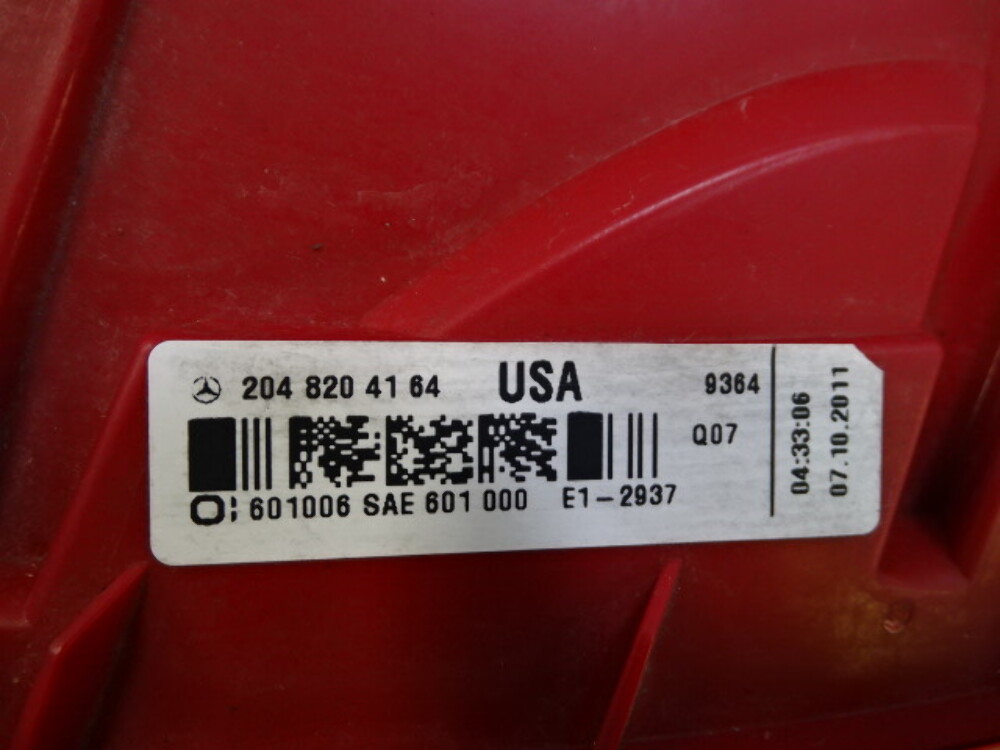 204 820 41 64 USA 9364
Q07
601006 SAE 601 000 E1-2937
04:33:06
07.10.2011